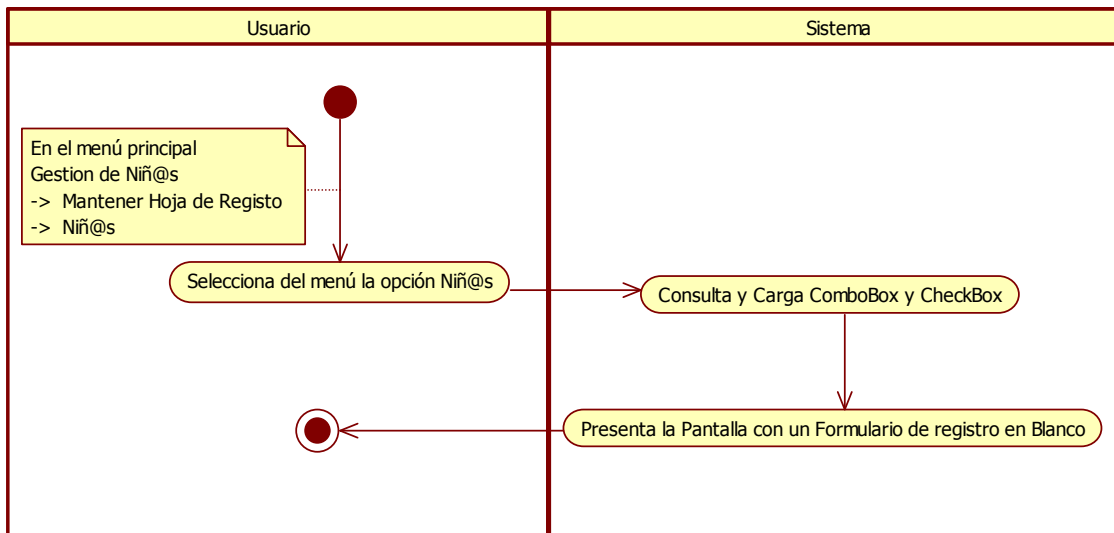 Usuario
Sistema
En el menú principal
Gestion de Niñ@s
-> Mantener Hoja de Registo
-> Niñ@s
Selecciona del menú la opción Niñ@s
Consulta y Carga ComboBox y CheckBox
Presenta la Pantalla con un Formulario de registro en Blanco